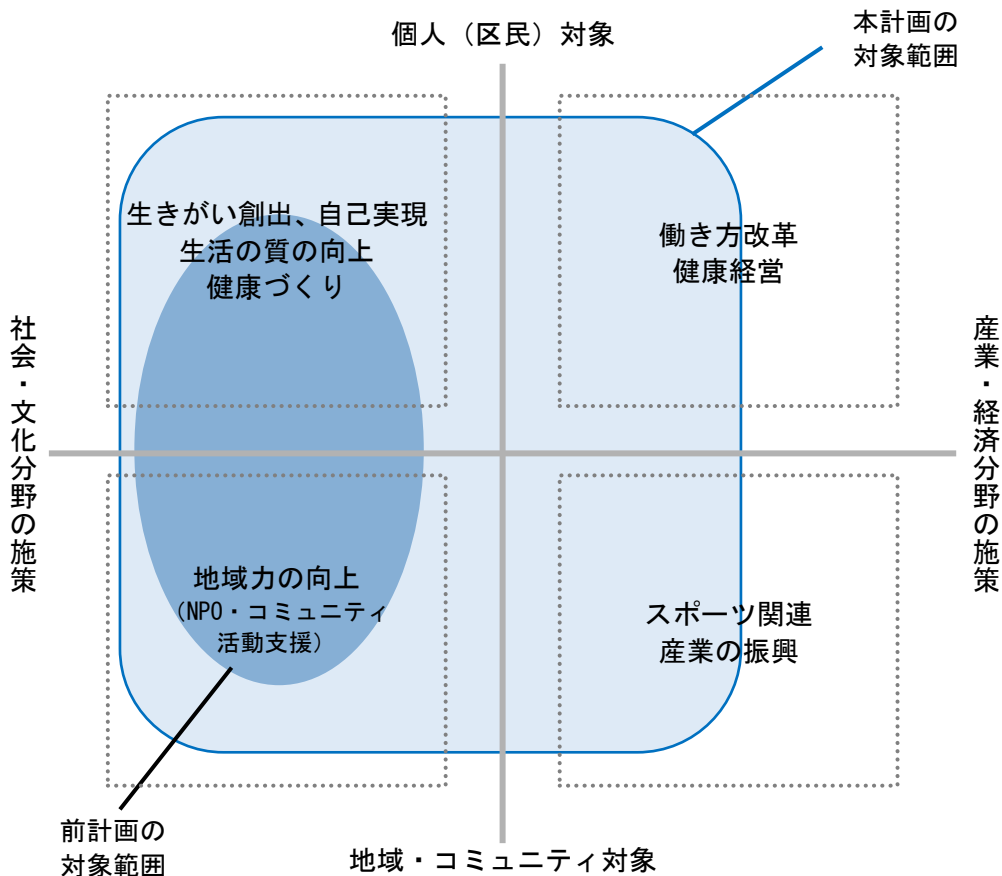 個人（区民）対象
本計画の
対象範囲
生きがい創出、自己実現
生活の質の向上
健康づくり
働き方改革
健康経営
社会・文化分野の施策
産業・経済分野の施策
地域力の向上
（NPO・コミュニティ
活動支援）
スポーツ関連
産業の振興
前計画の
対象範囲
地域・コミュニティ対象